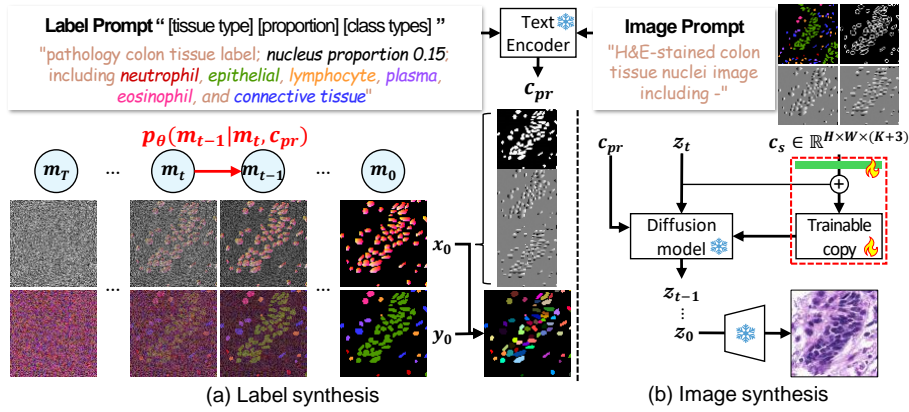 Label Prompt “ [tissue type] [proportion] [class types] ”
"pathology colon tissue label; nucleus proportion 0.15;
including neutrophil, epithelial, lymphocyte, plasma,
eosinophil, and connective tissue"
Text
Encoder
c_pr
Image Prompt
"H&E-stained colon
tissue nuclei image
including -"
p_θ(m_{t-1}|m_t, c_pr)
m_T ... m_t m_{t-1} ... m_0
... ...
x_0
... ...
y_0
(a) Label synthesis
c_pr z_t c_s ∈ ℝ^{H×W×(K+3)}
+
Diffusion
model
Trainable
copy
z_{t-1}
⋮
z_0
(b) Image synthesis